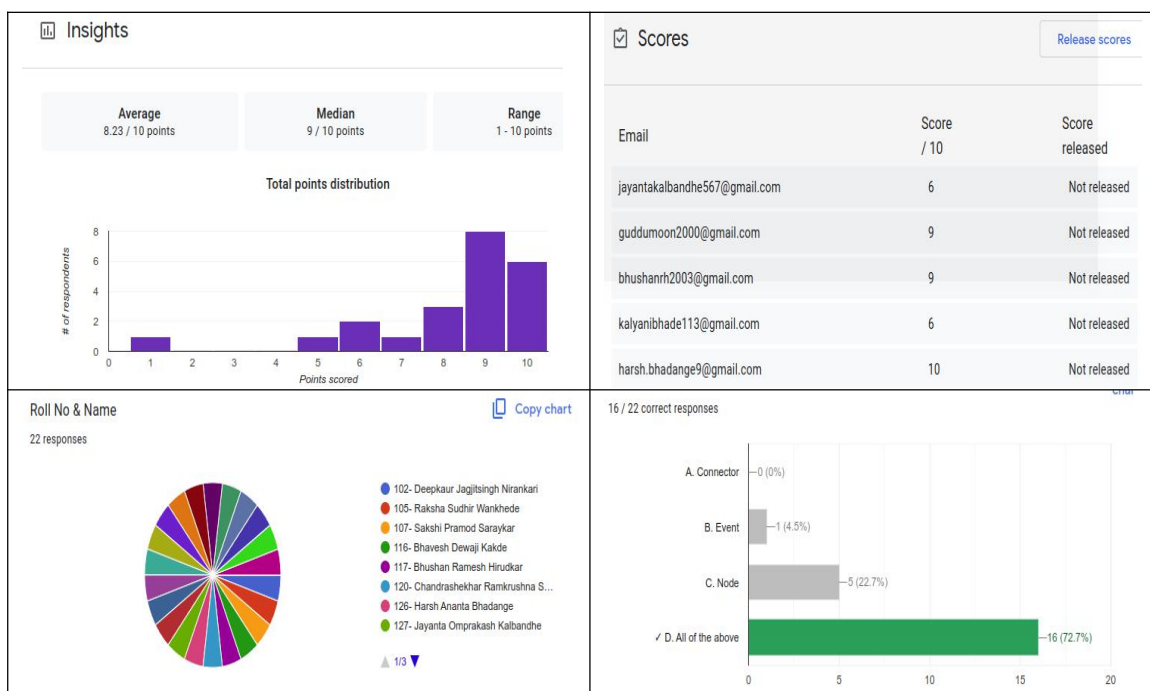 Insights
Average
8.23 / 10 points
Median
9 / 10 points
Range
1 - 10 points
Total points distribution
# of respondents
8
6
4
2
0
0 1 2 3 4 5 6 7 8 9 10
Points scored
Scores
Release scores
Email
Score
/ 10
Score
released
jayantakalbandhe567@gmail.com 6 Not released
guddumoon2000@gmail.com 9 Not released
bhushanrh2003@gmail.com 9 Not released
kalyanibhade113@gmail.com 6 Not released
harsh.bhadange9@gmail.com 10 Not released
Roll No & Name
Copy chart
22 responses
102- Deepkaur Jagjitsingh Nirankari
105- Raksha Sudhir Wankhede
107- Sakshi Pramod Saraykar
116- Bhavesh Dewaji Kakde
117- Bhushan Ramesh Hirudkar
120- Chandrashekhar Ramkrushna S...
126- Harsh Ananta Bhadange
127- Jayanta Omprakash Kalbandhe
1/3
16 / 22 correct responses
A. Connector 0 (0%)
B. Event 1 (4.5%)
C. Node 5 (22.7%)
✓ D. All of the above 16 (72.7%)
0 5 10 15 20